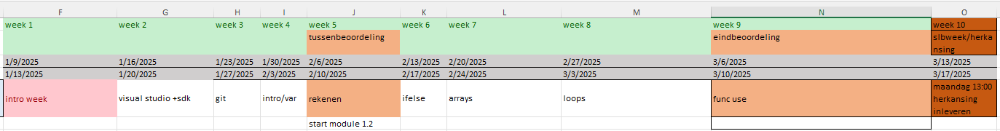 F G H I J K L M N O
week 1 week 2 week 3 week 4 week 5 week 6 week 7 week 8 week 9 week 10
tussenbeoordeling eindbeoordeling slbweek/herka
nsing
1/9/2025 1/16/2025 1/23/2025 1/30/2025 2/6/2025 2/13/2025 2/20/2025 2/27/2025 3/6/2025 3/13/2025
1/13/2025 1/20/2025 1/27/2025 2/3/2025 2/10/2025 2/17/2025 2/24/2025 3/3/2025 3/10/2025 3/17/2025
intro week visual studio +sdk git intro/var rekenen ifelse arrays loops func use maandag 13:00
herkansing
inleveren
start module 1.2